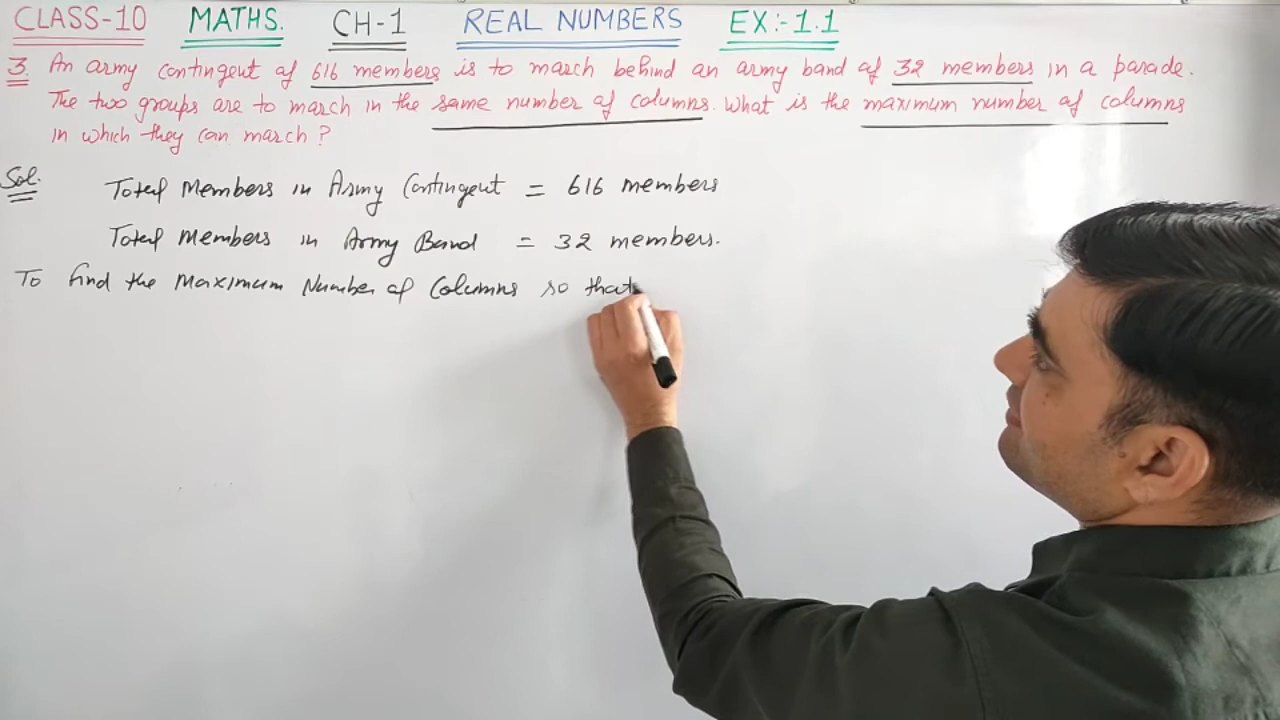 CLASS-10 MATHS. CH-1 REAL NUMBERS EX:-1.1
3. An army contingent of 616 members is to march behind an army band of 32 members in a parade.
The two groups are to march in the same number of columns. What is the maximum number of columns
in which they can march?
Sol. Total Members in Army Contingent = 616 members
Total Members in Army Band = 32 members.
To find the Maximum Number of Columns so that